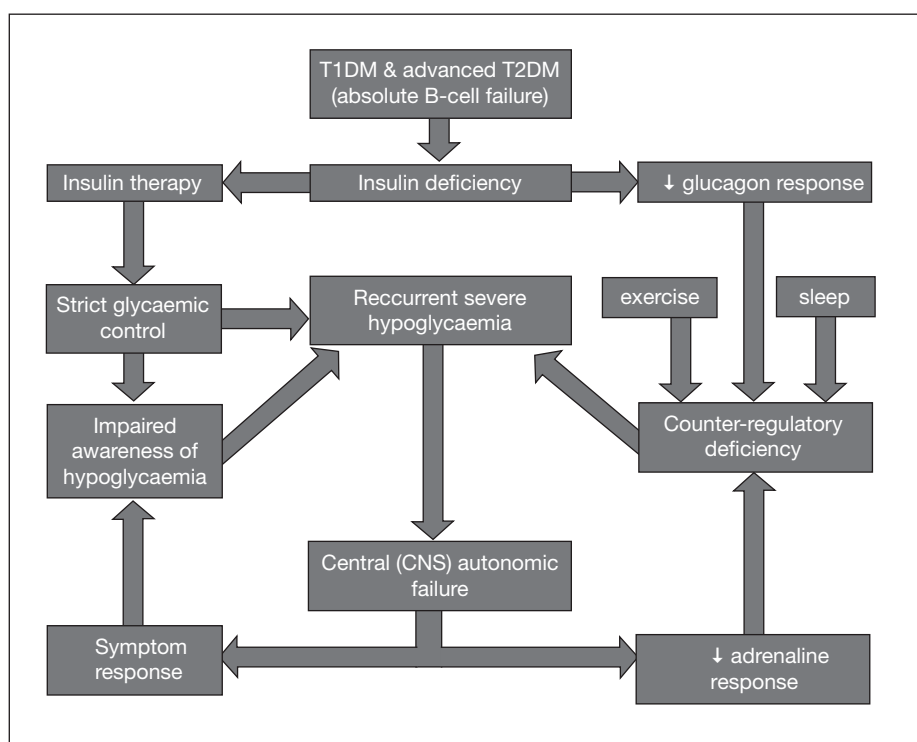 T1DM & advanced T2DM
(absolute B-cell failure)
Insulin therapy
Insulin deficiency
↓ glucagon response
Strict glycaemic
control
Reccurrent severe
hypoglycaemia
exercise
sleep
Impaired
awareness of
hypoglycaemia
Counter-regulatory
deficiency
Central (CNS) autonomic
failure
Symptom
response
↓ adrenaline
response